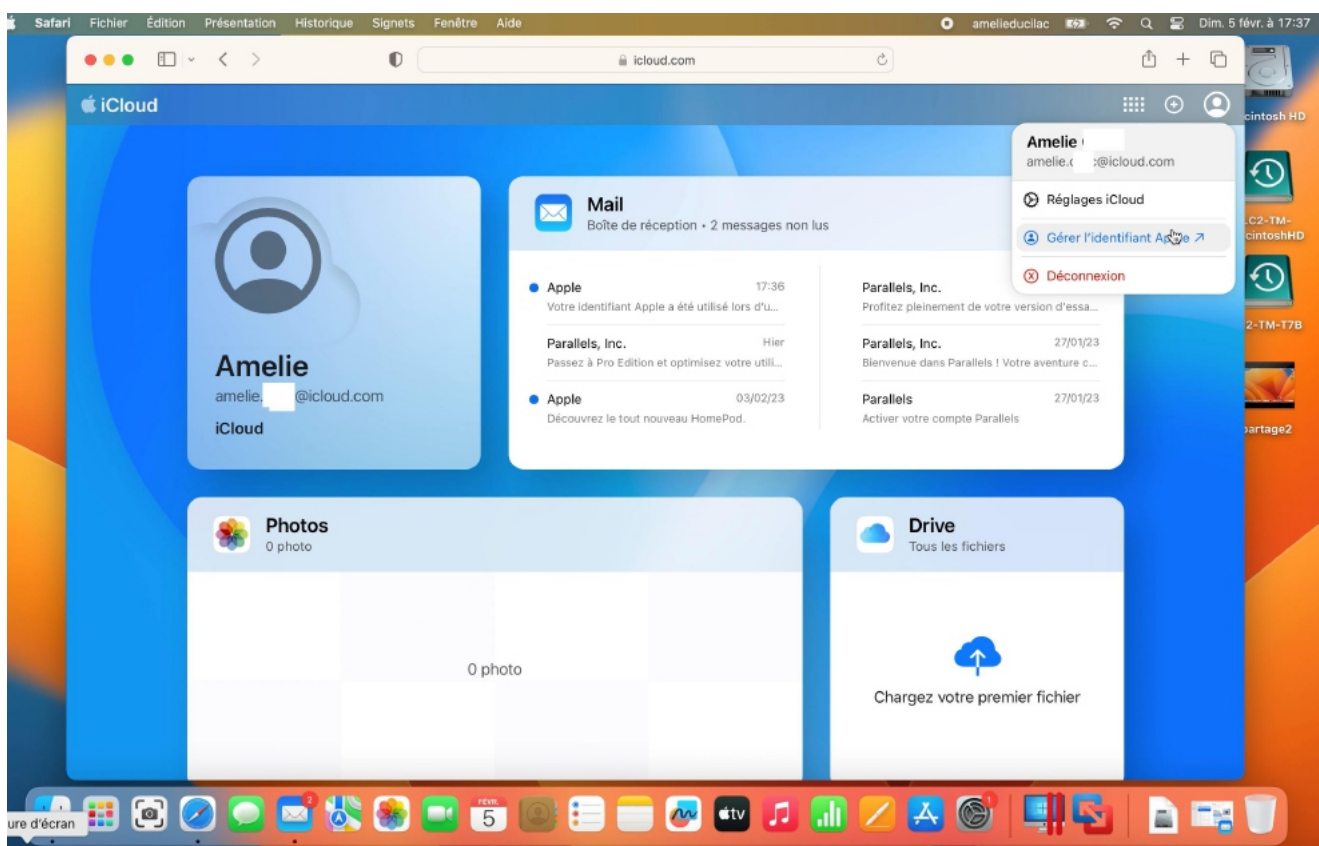 Safari Fichier Édition Présentation Historique Signets Fenêtre Aide
amelieducilac
Dim. 5 févr. à 17:37
icloud.com
iCloud
Amelie
amelie. @icloud.com
Réglages iCloud
Gérer l'identifiant Apple
Déconnexion
Amelie
amelie. @icloud.com
iCloud
Mail
Boîte de réception • 2 messages non lus
Apple 17:36
Votre identifiant Apple a été utilisé lors d'u...
Parallels, Inc. Hier
Passez à Pro Edition et optimisez votre utili...
Apple 03/02/23
Découvrez le tout nouveau HomePod.
Parallels, Inc.
Profitez pleinement de votre version d'essa...
Parallels, Inc. 27/01/23
Bienvenue dans Parallels ! Votre aventure c...
Parallels 27/01/23
Activer votre compte Parallels
Photos
0 photo
0 photo
Drive
Tous les fichiers
Chargez votre premier fichier
cintosh HD
C2-TM-
cintoshHD
2-TM-T7B
partage2
ure d'écran
2
FÉVR.
5
tv
1